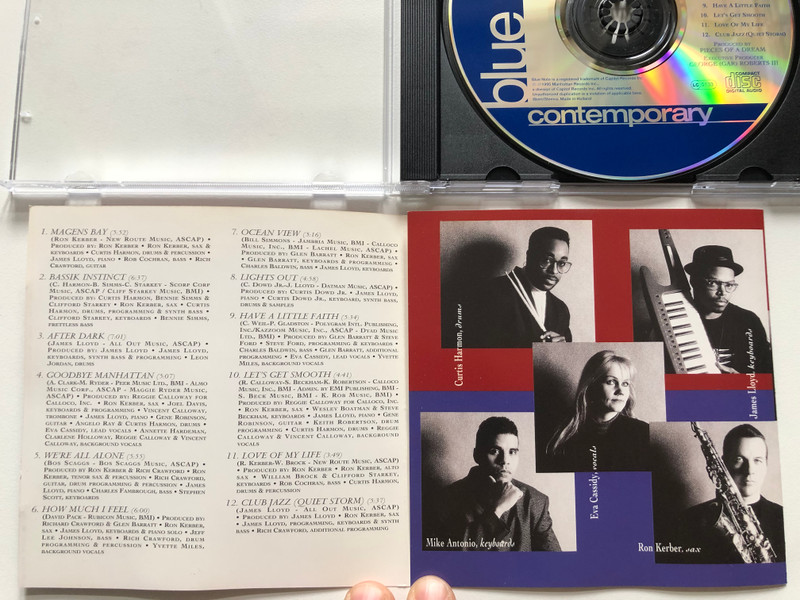 blue
contemporary
9. HAVE A LITTLE FAITH
10. LET'S GET SMOOTH
11. LOVE OF MY LIFE
12. CLUB JAZZ (QUIET STORM)
PRODUCED BY
PIECES OF A DREAM
EXECUTIVE PRODUCER
GEORGE (GAR) ROBERTS III
COMPACT
disc
DIGITAL AUDIO
1. MAGENS BAY (5:52)
(RON KERBER - NEW ROUTE MUSIC, ASCAP) •
PRODUCED BY: RON KERBER • RON KERBER, SAX &
KEYBOARDS • CURTIS HARMON, DRUMS & PERCUSSION •
JAMES LLOYD, PIANO • ROB COCHRAN, BASS • RICH
CRAWFORD, GUITAR
2. BASSIK INSTINCT (6:37)
(C. HARMON-B. SIMMS-C. STARKEY - SCORP CORP
MUSIC, ASCAP / CLIFF STARKEY MUSIC, BMI) •
PRODUCED BY: CURTIS HARMON, BENNIE SIMMS &
CLIFFORD STARKEY • RON KERBER, SAX • CURTIS
HARMON, DRUMS, PROGRAMMING & SYNTH BASS •
CLIFFORD STARKEY, KEYBOARDS • BENNIE SIMMS,
FRETLESS BASS
3. AFTER DARK (7:01)
(JAMES LLOYD - ALL OUT MUSIC, ASCAP) •
PRODUCED BY: JAMES LLOYD • JAMES LLOYD,
KEYBOARDS, SYNTH BASS & PROGRAMMING • LEON
JORDAN, DRUMS
4. GOODBYE MANHATTAN (5:07)
(A. CLARK-M. RYDER - PEER MUSIC LTD., BMI - ALMO
MUSIC CORP., ASCAP - MAGGIE RYDER MUSIC,
ASCAP) • PRODUCED BY: REGGIE CALLOWAY FOR
CALLOCO, INC. • RON KERBER, SAX • JOEL DAVIS,
KEYBOARDS & PROGRAMMING • VINCENT CALLOWAY,
TROMBONE • JAMES LLOYD, PIANO • GENE ROBINSON,
GUITAR • ANGELO RAY & CURTIS HARMON, DRUMS •
EVA CASSIDY, LEAD VOCALS • ANNETTE HARDEMAN,
CLARLENE HOLLOWAY, REGGIE CALLOWAY & VINCENT
CALLOWAY, BACKGROUND VOCALS
5. WE'RE ALL ALONE (5:55)
(BOS SCAGGS - BOS SCAGGS MUSIC, ASCAP) •
PRODUCED BY RON KERBER & RICH CRAWFORD • RON
KERBER, TENOR SAX & PERCUSSION • RICH CRAWFORD,
GUITAR, DRUM PROGRAMMING & PERCUSSION • JAMES
LLOYD, PIANO • CHARLES FAMBROUGH, BASS • STEPHEN
SCOTT, KEYBOARDS
6. HOW MUCH I FEEL (6:00)
(DAVID PACK - RUBICON MUSIC, BMI) • PRODUCED BY:
RICHARD CRAWFORD & GLENN BARRATT • RON KERBER,
SAX • JAMES LLOYD, KEYBOARDS & PIANO SOLO • JEFF
LEE JOHNSON, BASS • RICH CRAWFORD, DRUM
PROGRAMMING & PERCUSSION • YVETTE MILES,
BACKGROUND VOCALS
7. OCEAN VIEW (5:16)
(BILL SIMMONS - JAMBRIA MUSIC, BMI - CALLOCO
MUSIC, INC., BMI - LACHEL MUSIC, ASCAP) •
PRODUCED BY: GLEN BARRATT • RON KERBER, SAX
• GLEN BARRATT, KEYBOARDS & PROGRAMMING •
CHARLES BALDWIN, BASS • JAMES LLOYD, KEYBOARDS
8. LIGHTS OUT (4:38)
(C. DOWD JR.-J. LLOYD - DATMAN MUSIC, ASCAP) •
PRODUCED BY: CURTIS DOWD JR. • JAMES LLOYD,
PIANO • CURTIS DOWD JR., KEYBOARD, SYNTH BASS,
DRUMS & SAMPLES
9. HAVE A LITTLE FAITH (5:34)
(C. WEIL-P. GLADSTON - POLYGRAM INTL. PUBLISHING,
INC/KAZZOOM MUSIC, INC., ASCAP - DYAD MUSIC
LTD., BMI) • PRODUCED BY: GLEN BARRATT & STEVE
FORD • STEVE FORD, PROGRAMMING & KEYBOARDS •
CHARLES BALDWIN, BASS • GLEN BARRATT, ADDITIONAL
PROGRAMMING • EVA CASSIDY, LEAD VOCALS • YVETTE
MILES, BACKGROUND VOCALS
10. LET'S GET SMOOTH (4:41)
(R. CALLOWAY-S. BECKHAM-K. ROBERTSON - CALLOCO
MUSIC, INC., BMI - ADMIN. BY EMI PUBLISHING, BMI -
S. BECK MUSIC, BMI - K. ROB MUSIC, BMI) •
PRODUCED BY: REGGIE CALLOWAY FOR CALLOCO, INC.
• RON KERBER, SAX • WESLEY BOATMAN & STEVE
BECKHAM, KEYBOARDS • JAMES LLOYD, PIANO • GENE
ROBINSON, GUITAR • KEITH ROBERTSON, DRUM
PROGRAMMING • CURTIS HARMON, DRUMS • REGGIE
CALLOWAY & VINCENT CALLOWAY, BACKGROUND
VOCALS
11. LOVE OF MY LIFE (3:49)
(R. KERBER-W. BROCK - NEW ROUTE MUSIC, ASCAP)
• PRODUCED BY: RON KERBER • RON KERBER, ALTO
SAX • WILLIAM BROCK & CLIFFORD STARKEY,
KEYBOARDS • ROB COCHRAN, BASS • CURTIS HARMON,
DRUMS & PERCUSSION
12. CLUB JAZZ (QUIET STORM) (5:37)
(JAMES LLOYD - ALL OUT MUSIC, ASCAP)
• PRODUCED BY: JAMES LLOYD • RON KERBER, SAX
• JAMES LLOYD, PROGRAMMING, KEYBOARDS & SYNTH
BASS • RICH CRAWFORD, ADDITIONAL PROGRAMMING
Curtis Harmon, drums
James Lloyd, keyboards
Eva Cassidy, vocals
Mike Antonio, keyboards
Ron Kerber, sax